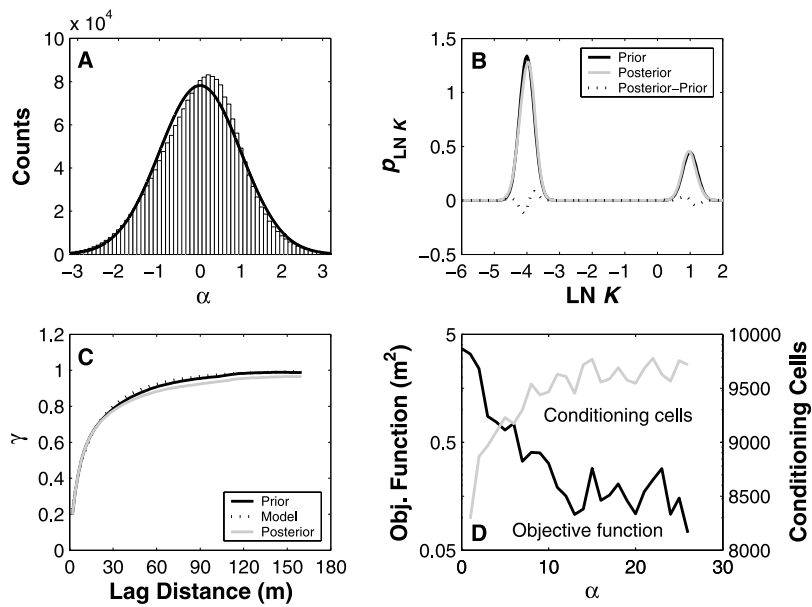 x 10⁴
A
10
8
6
4
2
0
Counts
−3 −2 −1 0 1 2 3
α
B
1.5
1
0.5
0
−0.5
p LN K
Prior
Posterior
Posterior−Prior
−6 −5 −4 −3 −2 −1 0 1 2
LN K
C
1.2
1
0.8
0.6
0.4
0.2
0
γ
Prior
Model
Posterior
0 30 60 90 120 150 180
Lag Distance (m)
5
0.5
0.05
Obj. Function (m²)
Conditioning cells
D
Objective function
10000
9500
9000
8500
8000
Conditioning Cells
0 10 20 30
α